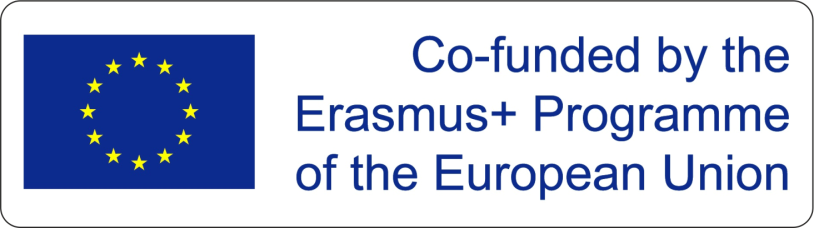 Co-funded by the
Erasmus+ Programme
of the European Union